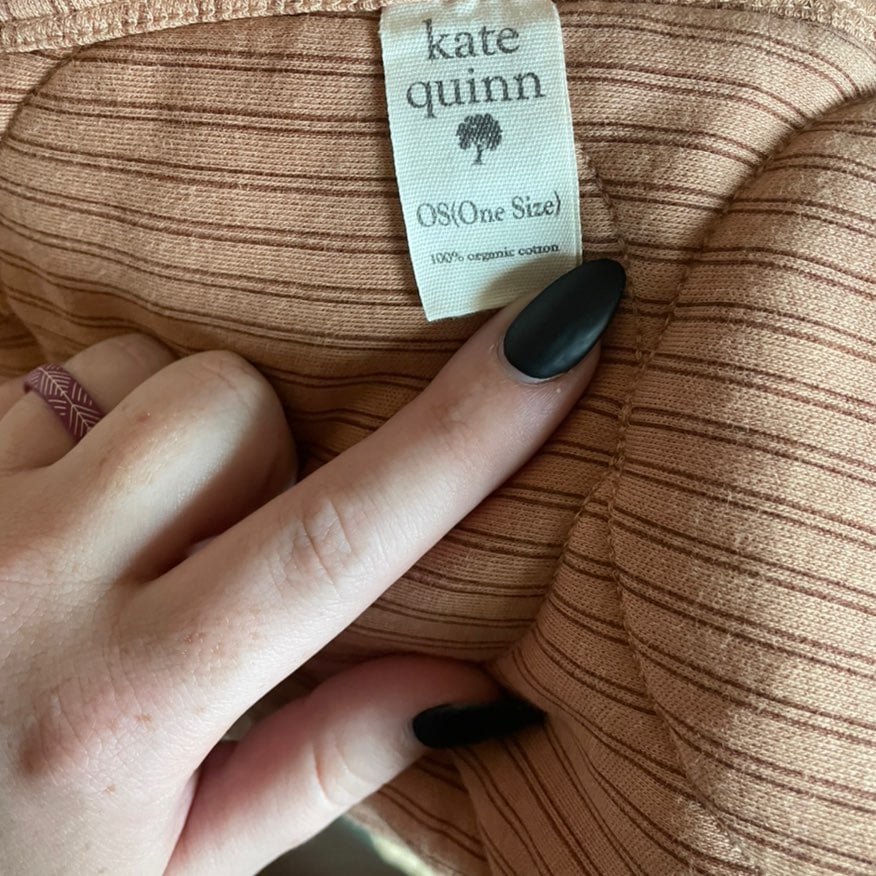 kate
quinn
OS(One Size)
100% organic cotton